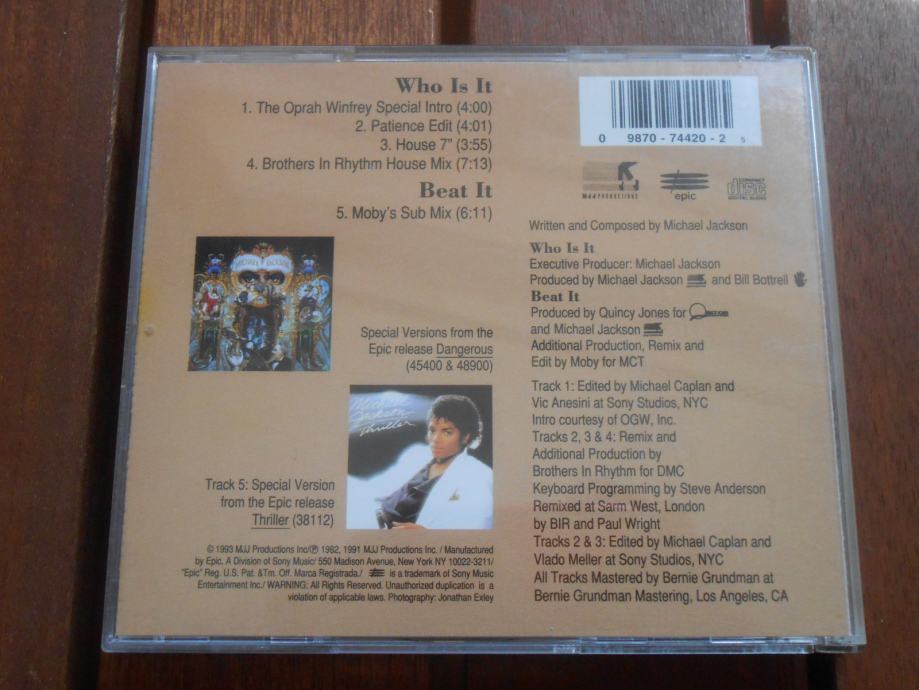 Who Is It
1. The Oprah Winfrey Special Intro (4:00)
2. Patience Edit (4:01)
3. House 7" (3:55)
4. Brothers In Rhythm House Mix (7:13)
Beat It
5. Moby's Sub Mix (6:11)
MICHAEL JACKSON
Special Versions from the
Epic release Dangerous
(45400 & 48900)
Michael
Jackson
Thriller
Track 5: Special Version
from the Epic release
Thriller (38112)
© 1993 MJJ Productions Inc/℗ 1982, 1991 MJJ Productions Inc. / Manufactured
by Epic, A Division of Sony Music/ 550 Madison Avenue, New York NY 10022-3211/
"Epic" Reg. U.S. Pat. &Tm. Off. Marca Registrada./ is a trademark of Sony Music
Entertainment Inc./ WARNING: All Rights Reserved. Unauthorized duplication is a
violation of applicable laws. Photography: Jonathan Exley
0 9870-74420-2 5
MJJ PRODUCTIONS
epic
COMPACT
disc
DIGITAL AUDIO
Written and Composed by Michael Jackson
Who Is It
Executive Producer: Michael Jackson
Produced by Michael Jackson and Bill Bottrell
Beat It
Produced by Quincy Jones for
and Michael Jackson
Additional Production, Remix and
Edit by Moby for MCT
Track 1: Edited by Michael Caplan and
Vic Anesini at Sony Studios, NYC
Intro courtesy of OGW, Inc.
Tracks 2, 3 & 4: Remix and
Additional Production by
Brothers In Rhythm for DMC
Keyboard Programming by Steve Anderson
Remixed at Sarm West, London
by BIR and Paul Wright
Tracks 2 & 3: Edited by Michael Caplan and
Vlado Meller at Sony Studios, NYC
All Tracks Mastered by Bernie Grundman at
Bernie Grundman Mastering, Los Angeles, CA